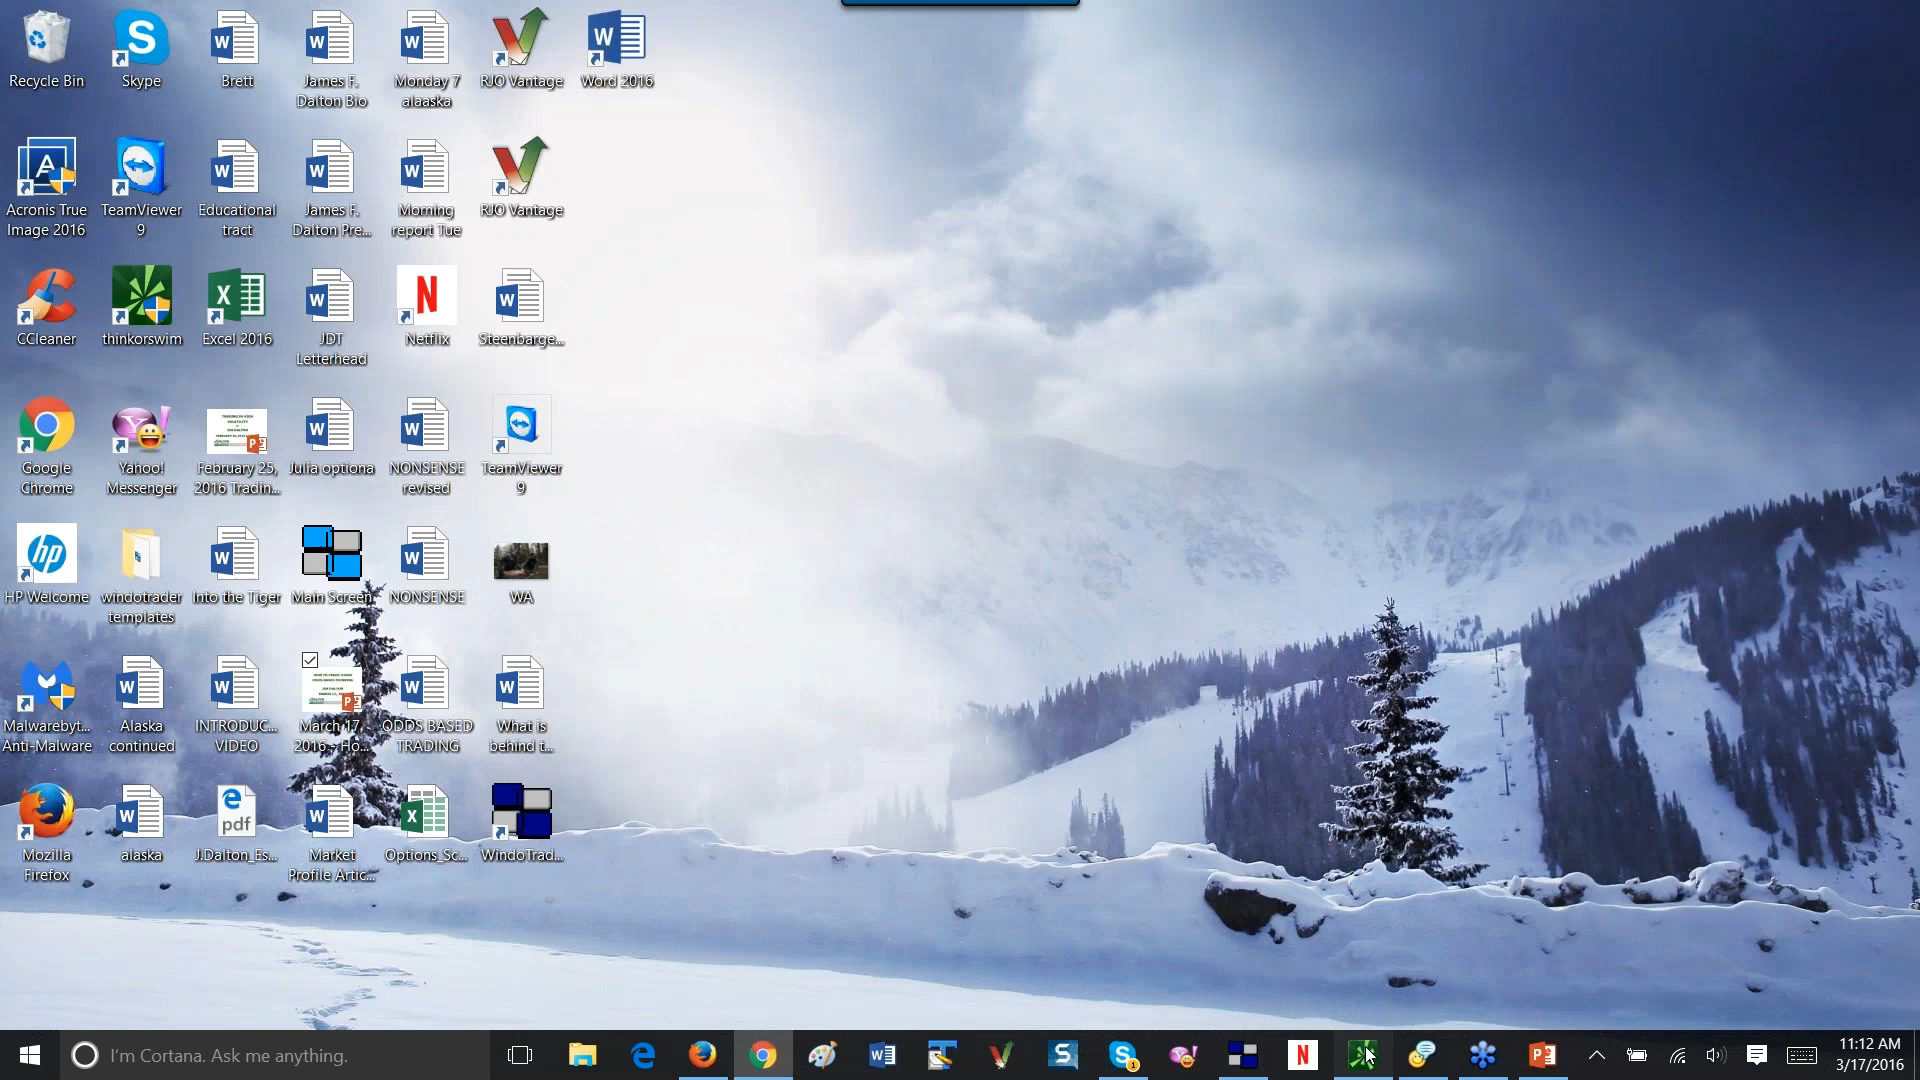 Recycle Bin
Skype
Brett
James F.
Dalton Bio
Monday 7
alaaska
RJO Vantage
Word 2016
Acronis True
Image 2016
TeamViewer
9
Educational
tract
James F.
Dalton Pre...
Morning
report Tue
RJO Vantage
CCleaner
thinkorswim
Excel 2016
JDT
Letterhead
Netflix
Steenbarge...
Google
Chrome
Yahoo!
Messenger
February 25,
2016 Tradin...
Julia optiona
NONSENSE
revised
TeamViewer
9
HP Welcome
windotrader
templates
Into the Tiger
Main Screen
NONSENSE
WA
Malwarebyt...
Anti-Malware
Alaska
continued
INTRODUC...
VIDEO
March 17,
2016 - Ho...
ODDS BASED
TRADING
What is
behind t...
Mozilla
Firefox
alaska
pdf
J.Dalton_Es...
Market
Profile Artic...
Options_Sc...
WindoTrad...
I'm Cortana. Ask me anything.
11:12 AM
3/17/2016